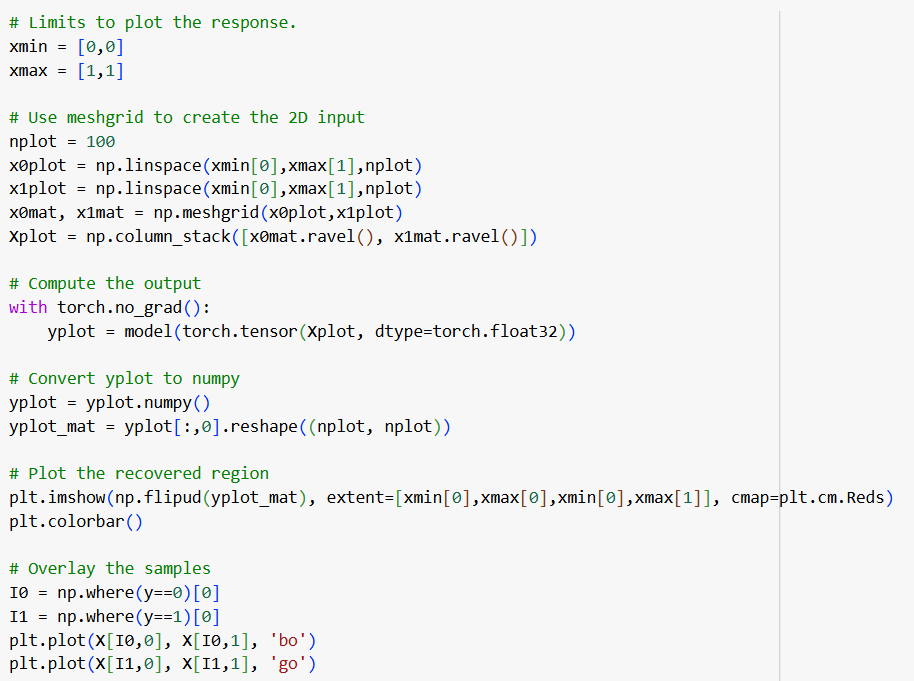 # Limits to plot the response.
xmin = [0,0]
xmax = [1,1]
# Use meshgrid to create the 2D input
nplot = 100
x0plot = np.linspace(xmin[0],xmax[1],nplot)
x1plot = np.linspace(xmin[0],xmax[1],nplot)
x0mat, x1mat = np.meshgrid(x0plot,x1plot)
Xplot = np.column_stack([x0mat.ravel(), x1mat.ravel()])
# Compute the output
with torch.no_grad():
    yplot = model(torch.tensor(Xplot, dtype=torch.float32))
# Convert yplot to numpy
yplot = yplot.numpy()
yplot_mat = yplot[:,0].reshape((nplot, nplot))
# Plot the recovered region
plt.imshow(np.flipud(yplot_mat), extent=[xmin[0],xmax[0],xmin[0],xmax[1]], cmap=plt.cm.Reds)
plt.colorbar()
# Overlay the samples
I0 = np.where(y==0)[0]
I1 = np.where(y==1)[0]
plt.plot(X[I0,0], X[I0,1], 'bo')
plt.plot(X[I1,0], X[I1,1], 'go')